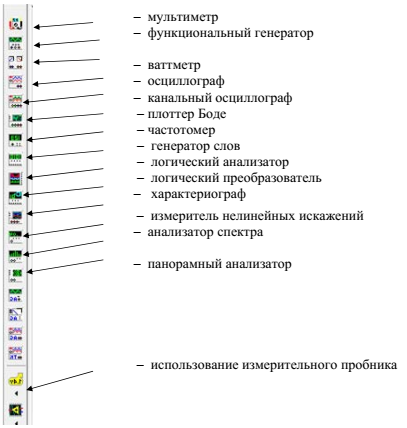 – мультиметр
– функциональный генератор
– ваттметр
– осциллограф
– канальный осциллограф
– плоттер Боде
– частотомер
– генератор слов
– логический анализатор
– логический преобразователь
– характериограф
– измеритель нелинейных искажений
– анализатор спектра
– панорамный анализатор
– использование измерительного пробника